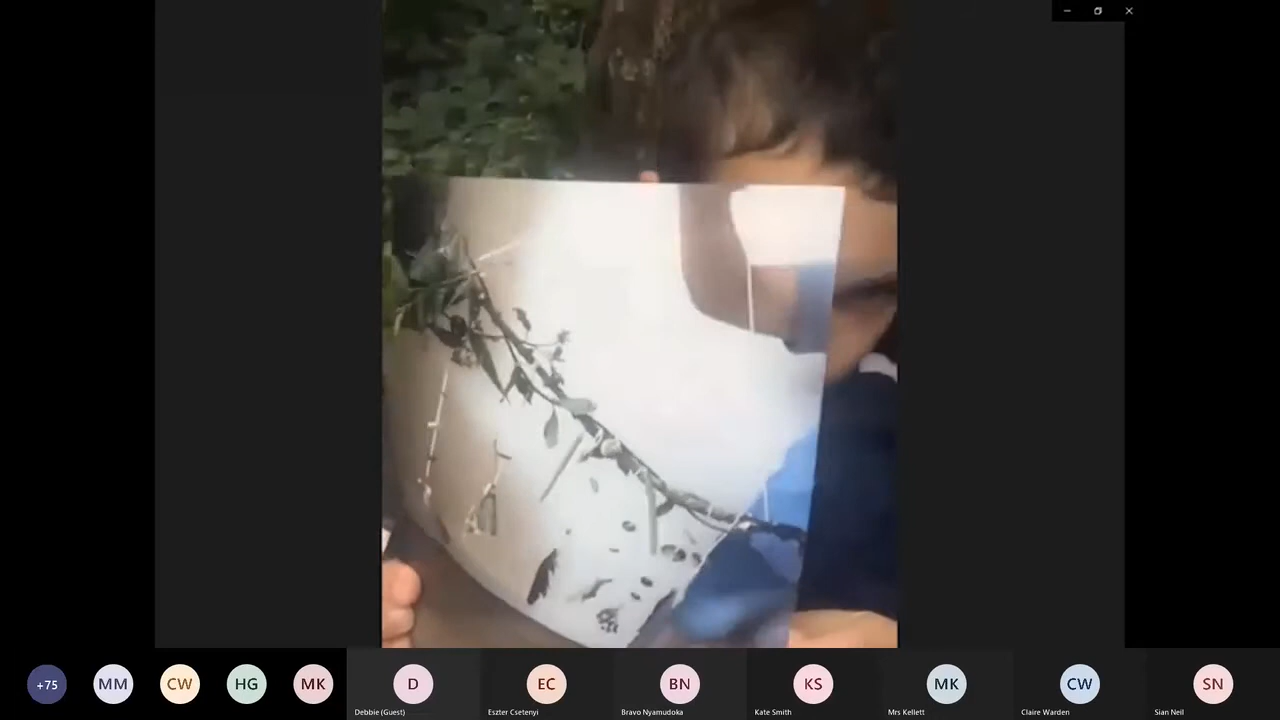 +75
MM
CW
HG
MK
D
EC
BN
KS
MK
CW
SN
Debbie (Guest)
Eszter Csetenyi
Bravo Nyamudoka
Kate Smith
Mrs Kellett
Claire Warden
Sian Neil